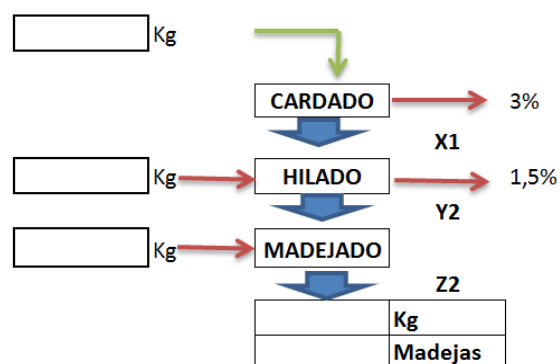 Kg
CARDADO 3%
X1
Kg HILADO 1,5%
Y2
Kg MADEJADO
Z2
Kg
Madejas